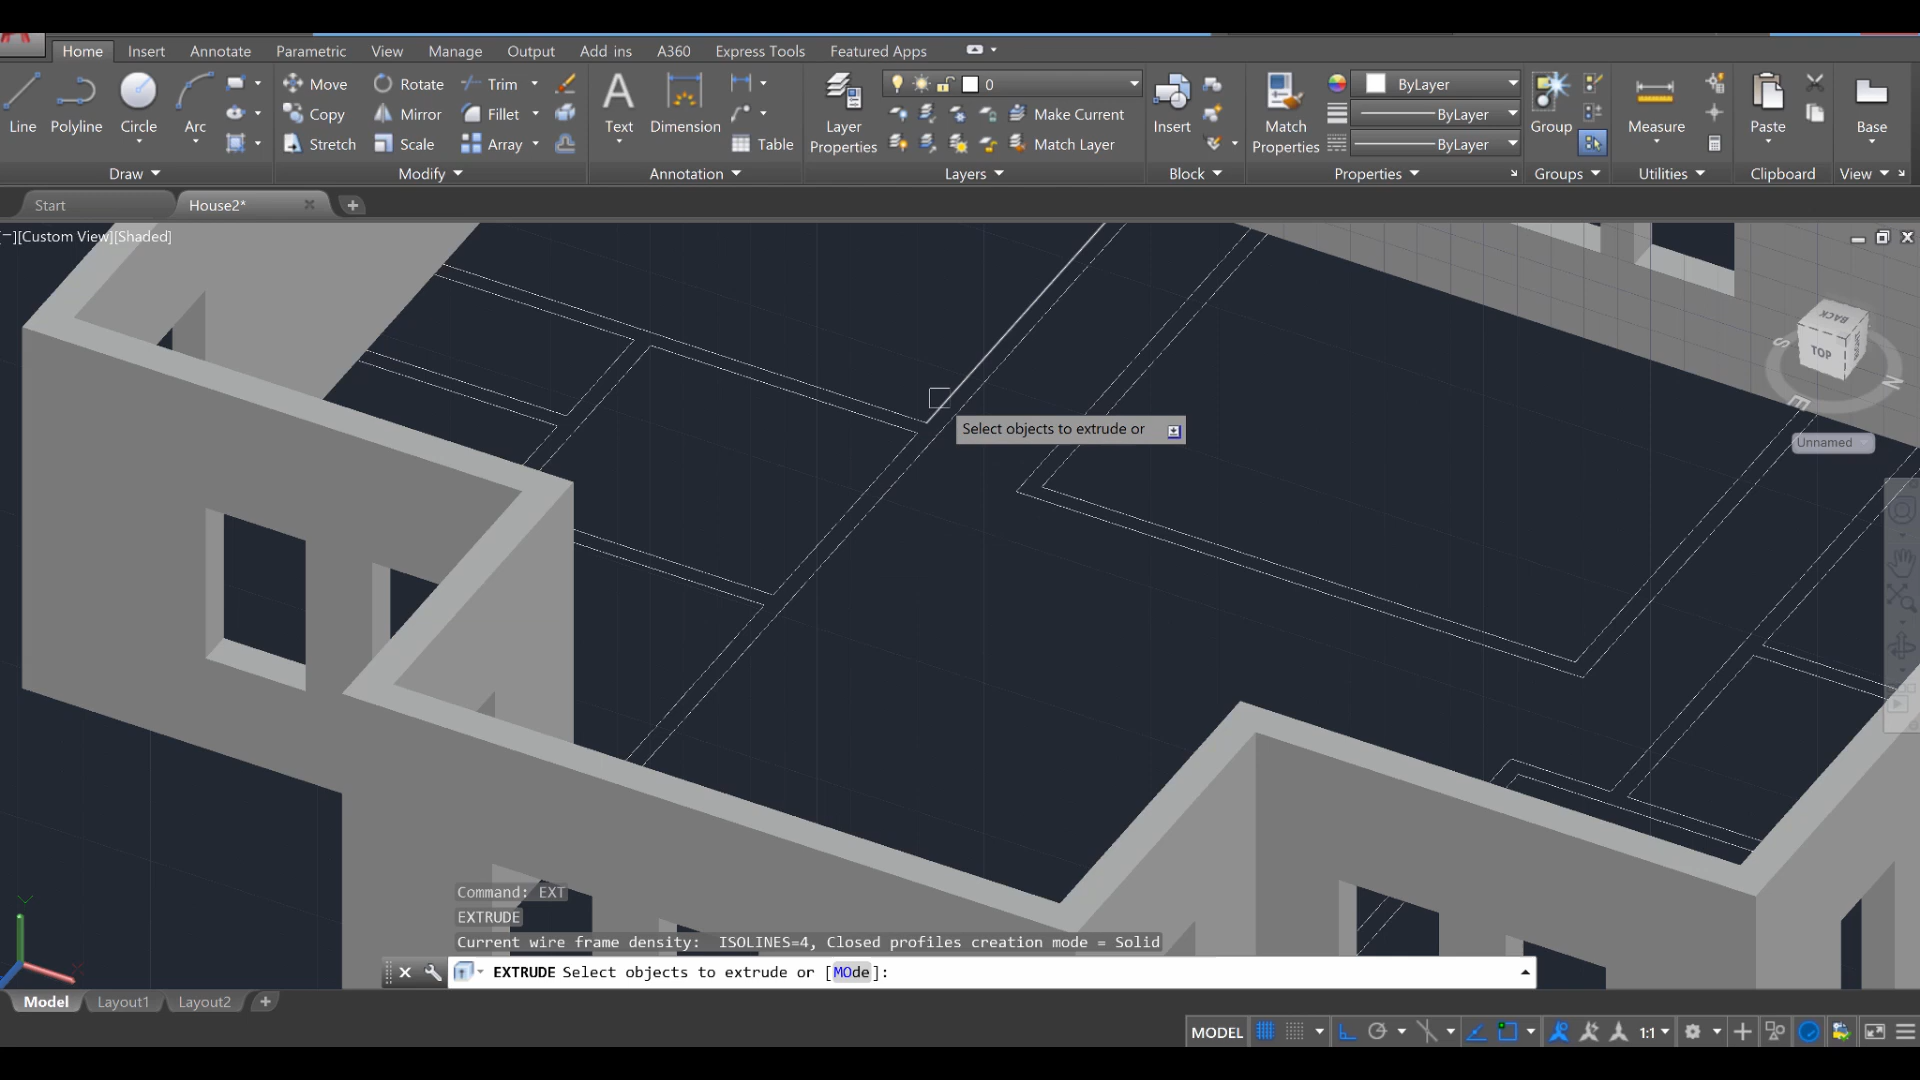 Home Insert Annotate Parametric View Manage Output Add ins A360 Express Tools Featured Apps
Line
Polyline
Circle
Arc
Draw
Move
Copy
Stretch
Rotate
Mirror
Scale
Trim
Fillet
Array
Modify
Text
Dimension
Table
Annotation
Layer
Properties
0
Make Current
Match Layer
Layers
Insert
Block
Match
Properties
ByLayer
ByLayer
ByLayer
Properties
Group
Groups
Measure
Utilities
Paste
Clipboard
Base
View
Start
House2*
[Custom View][Shaded]
BACK
TOP
S
N
E
Unnamed
Select objects to extrude or
Command: EXT
EXTRUDE
Current wire frame density: ISOLINES=4, Closed profiles creation mode = Solid
EXTRUDE Select objects to extrude or [MOde]:
Model Layout1 Layout2
MODEL
1:1